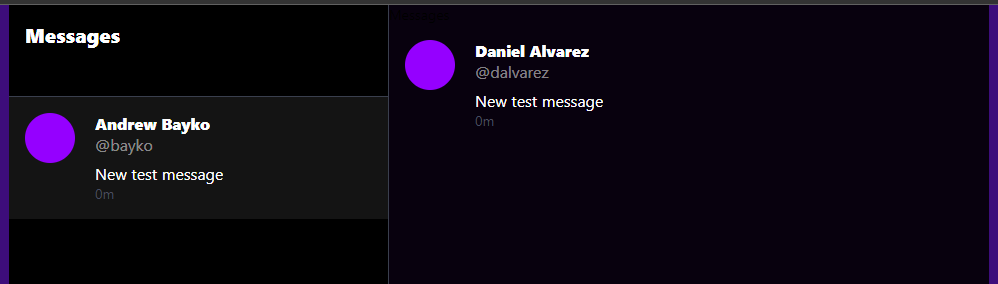 Messages
Andrew Bayko
@bayko
New test message
0m
Daniel Alvarez
@dalvarez
New test message
0m